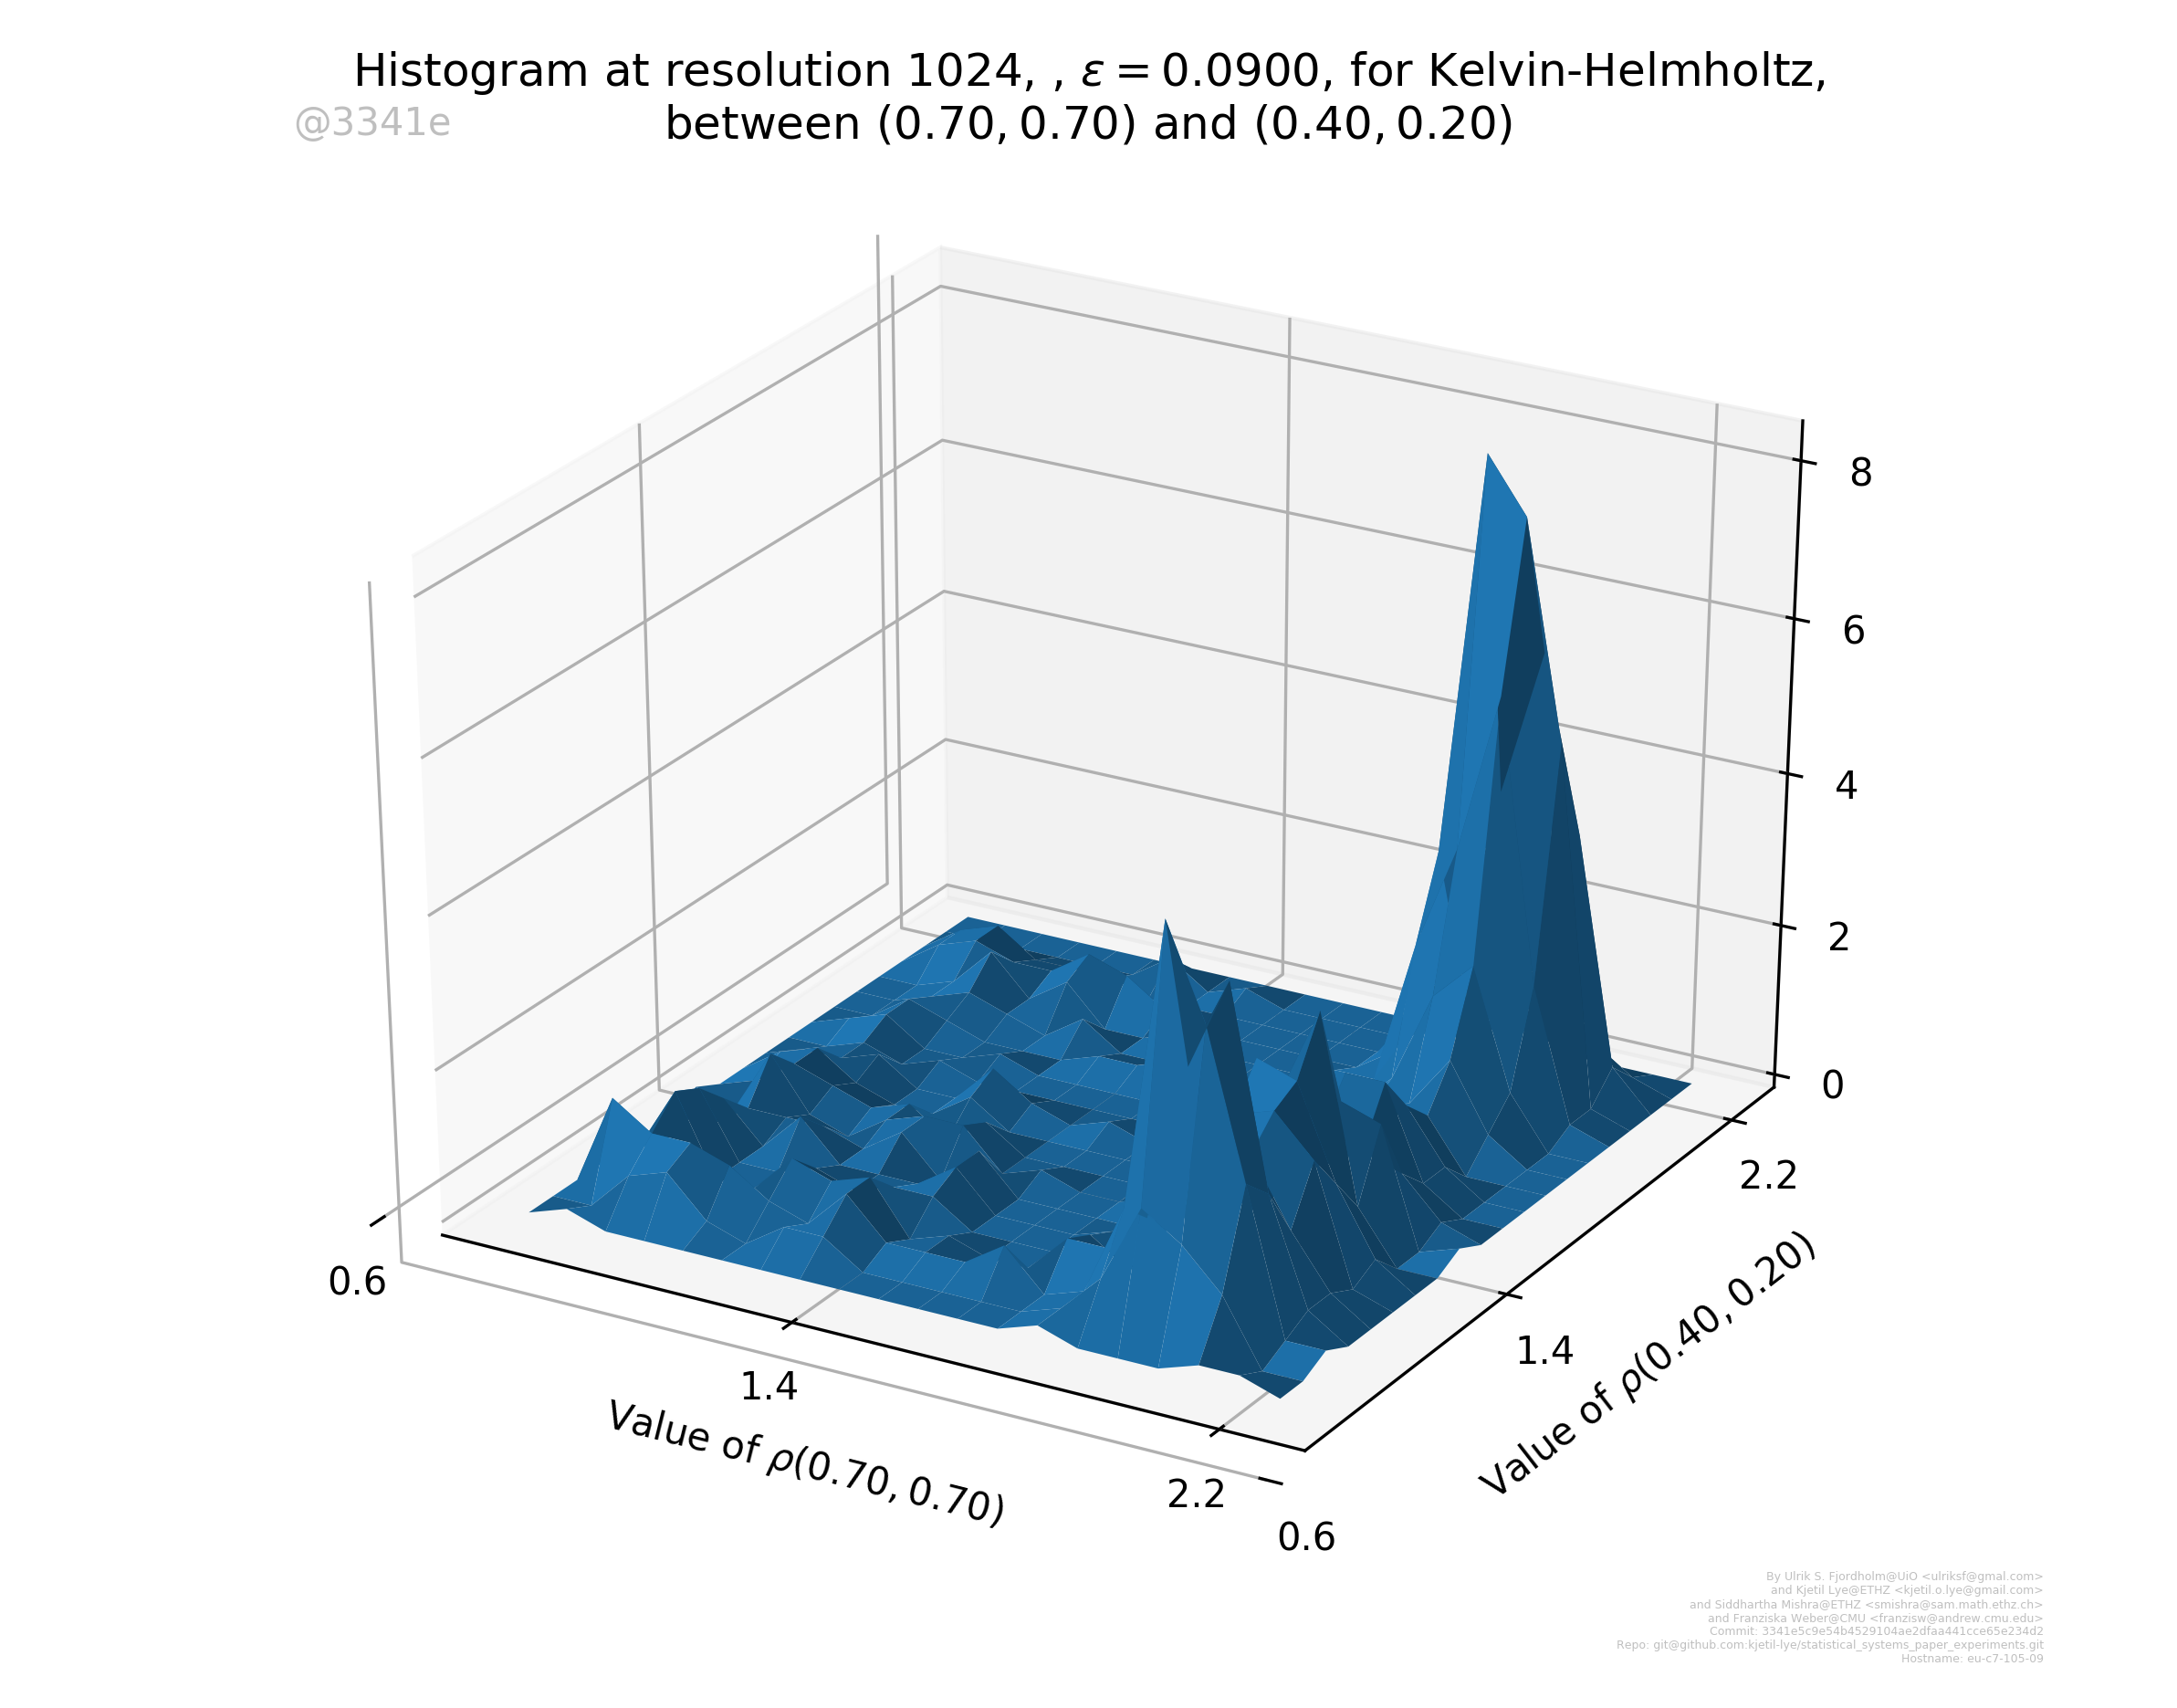 Histogram at resolution 1024, , ε = 0.0900, for Kelvin-Helmholtz,
@3341e
between (0.70, 0.70) and (0.40, 0.20)
8
6
4
2
0
2.2
1.4
0.6
Value of ρ(0.40, 0.20)
0.6
1.4
2.2
Value of ρ(0.70, 0.70)
By Ulrik S. Fjordholm@UiO <ulriksf@gmal.com>
and Kjetil Lye@ETHZ <kjetil.o.lye@gmail.com>
and Siddhartha Mishra@ETHZ <smishra@sam.math.ethz.ch>
and Franziska Weber@CMU <franzisw@andrew.cmu.edu>
Commit: 3341e5c9e54b4529104ae2dfaa441cce65e234d2
Repo: git@github.com:kjetil-lye/statistical_systems_paper_experiments.git
Hostname: eu-c7-105-09